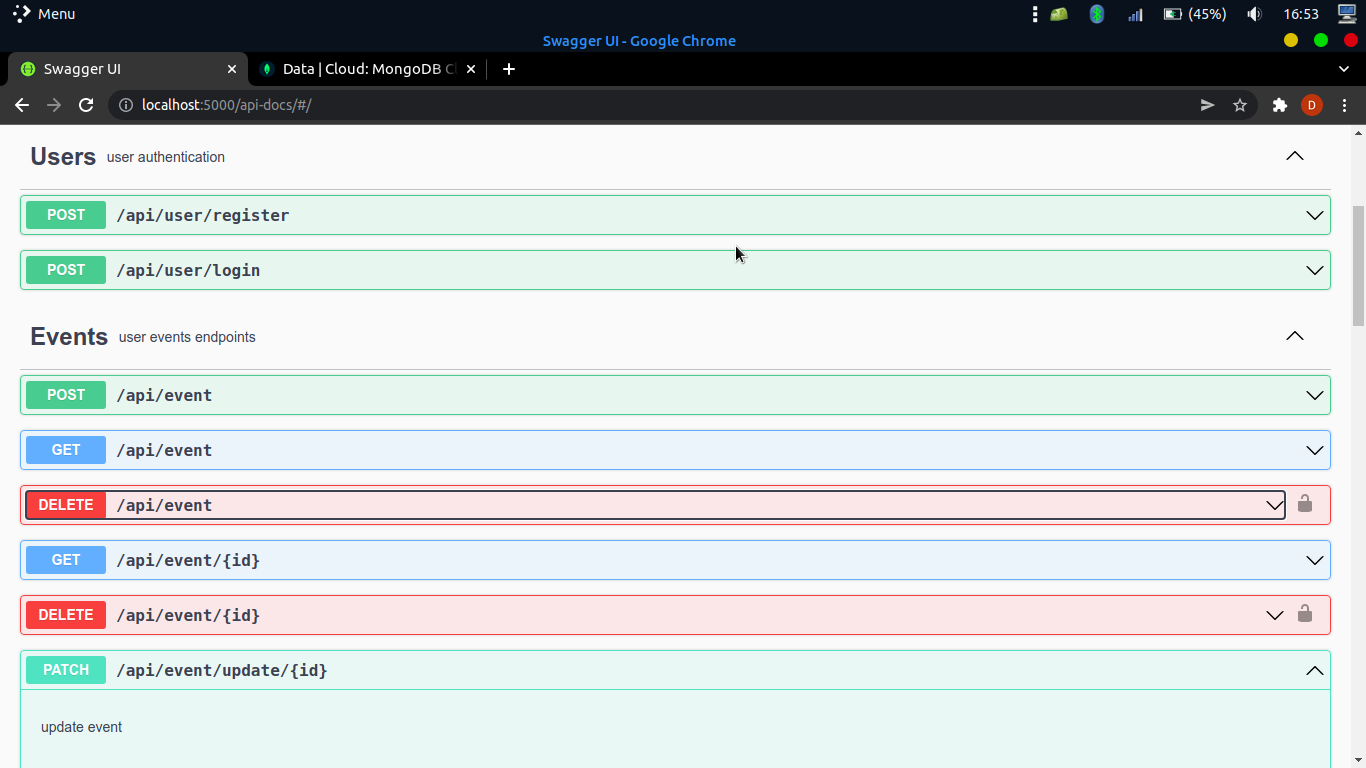 Menu
(45%)
16:53
Swagger UI - Google Chrome
Swagger UI
Data | Cloud: MongoDB Cl
localhost:5000/api-docs/#/
D
Users user authentication
POST /api/user/register
POST /api/user/login
Events user events endpoints
POST /api/event
GET /api/event
DELETE /api/event
GET /api/event/{id}
DELETE /api/event/{id}
PATCH /api/event/update/{id}
update event